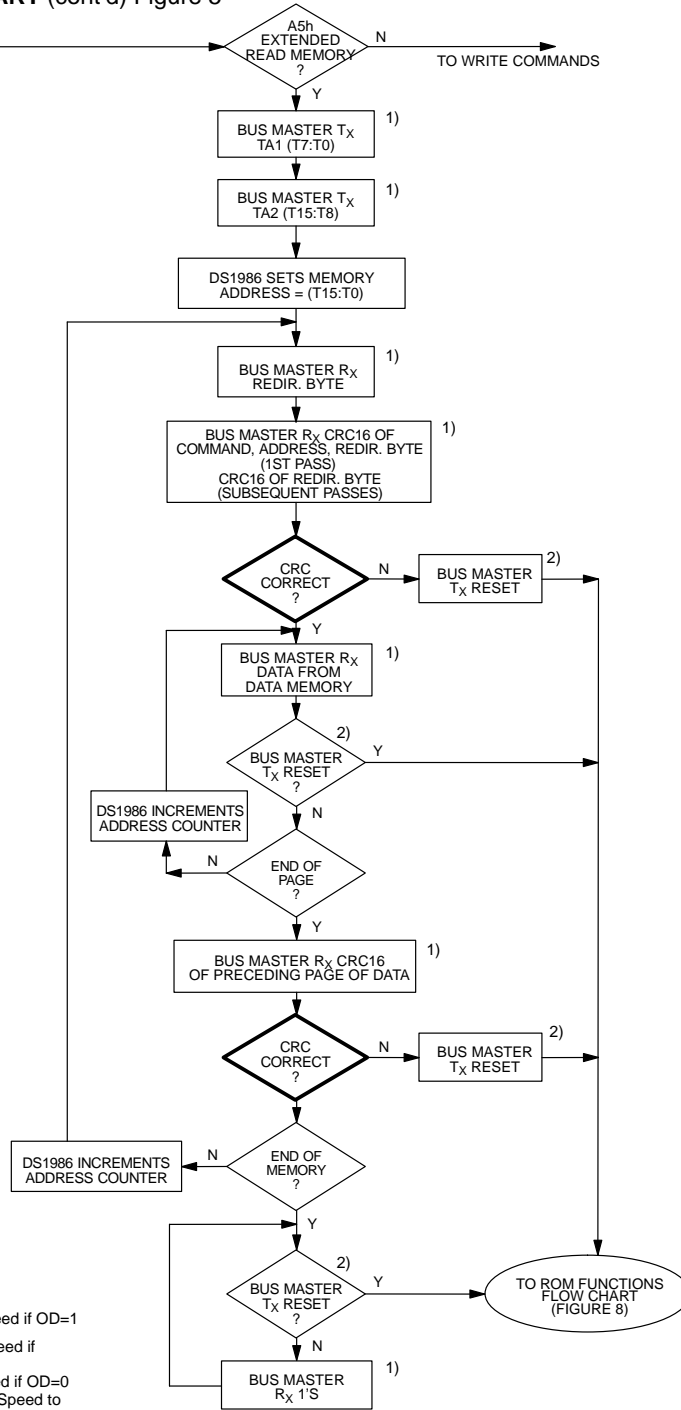 ART (cont'd) Figure 5
A5h
EXTENDED
READ MEMORY
?
N
TO WRITE COMMANDS
Y
BUS MASTER TX
TA1 (T7:T0)
1)
BUS MASTER TX
TA2 (T15:T8)
1)
DS1986 SETS MEMORY
ADDRESS = (T15:T0)
BUS MASTER RX
REDIR. BYTE
1)
BUS MASTER RX CRC16 OF
COMMAND, ADDRESS, REDIR. BYTE
(1ST PASS)
CRC16 OF REDIR. BYTE
(SUBSEQUENT PASSES)
1)
CRC
CORRECT
?
N
BUS MASTER
TX RESET
2)
Y
BUS MASTER RX
DATA FROM
DATA MEMORY
1)
BUS MASTER
TX RESET
?
2)
Y
N
DS1986 INCREMENTS
ADDRESS COUNTER
N
END OF
PAGE
?
Y
BUS MASTER RX CRC16
OF PRECEDING PAGE OF DATA
1)
CRC
CORRECT
?
N
BUS MASTER
TX RESET
2)
DS1986 INCREMENTS
ADDRESS COUNTER
N
END OF
MEMORY
?
Y
BUS MASTER
TX RESET
?
2)
Y
TO ROM FUNCTIONS
FLOW CHART
(FIGURE 8)
N
BUS MASTER
RX 1'S
1)
eed if OD=1
eed if
d if OD=0
Speed to